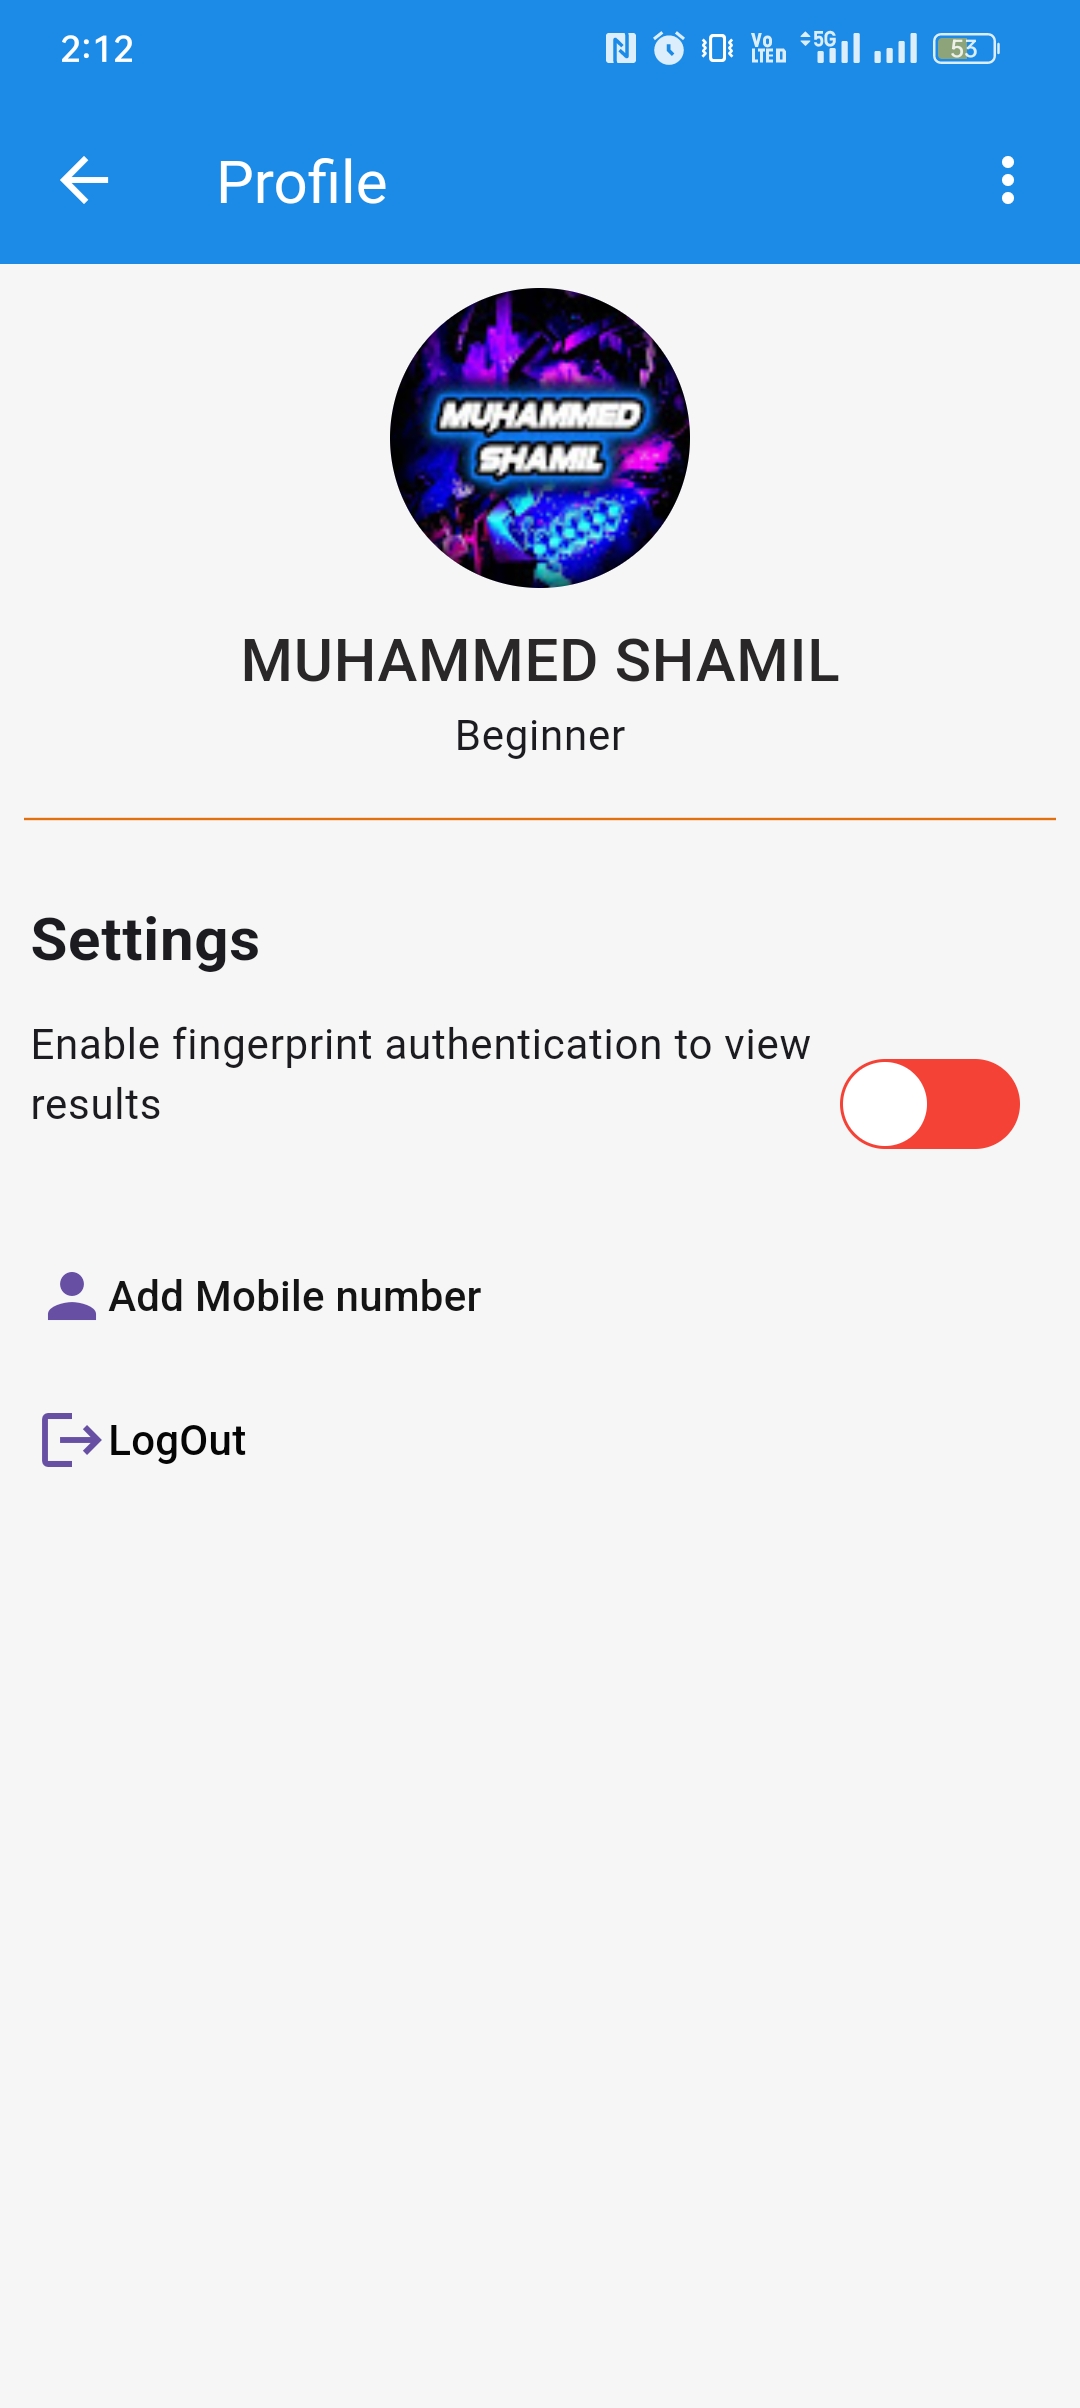 2:12
Vo
LTE D
5G
53
Profile
MUHAMMED
SHAMIL
MUHAMMED SHAMIL
Beginner
Settings
Enable fingerprint authentication to view
results
Add Mobile number
LogOut